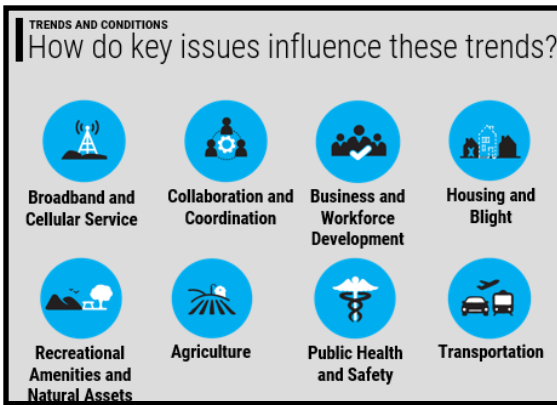 TRENDS AND CONDITIONS
How do key issues influence these trends?
Broadband and
Cellular Service
Collaboration and
Coordination
Business and
Workforce
Development
Housing and
Blight
Recreational
Amenities and
Natural Assets
Agriculture
Public Health
and Safety
Transportation